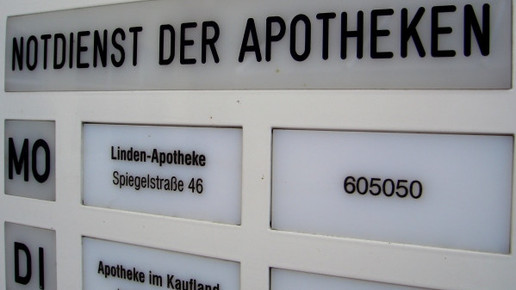 NOTDIENST DER APOTHEKEN
MO
Linden-Apotheke
Spiegelstraße 46
605050
DI
Apotheke im Kaufland